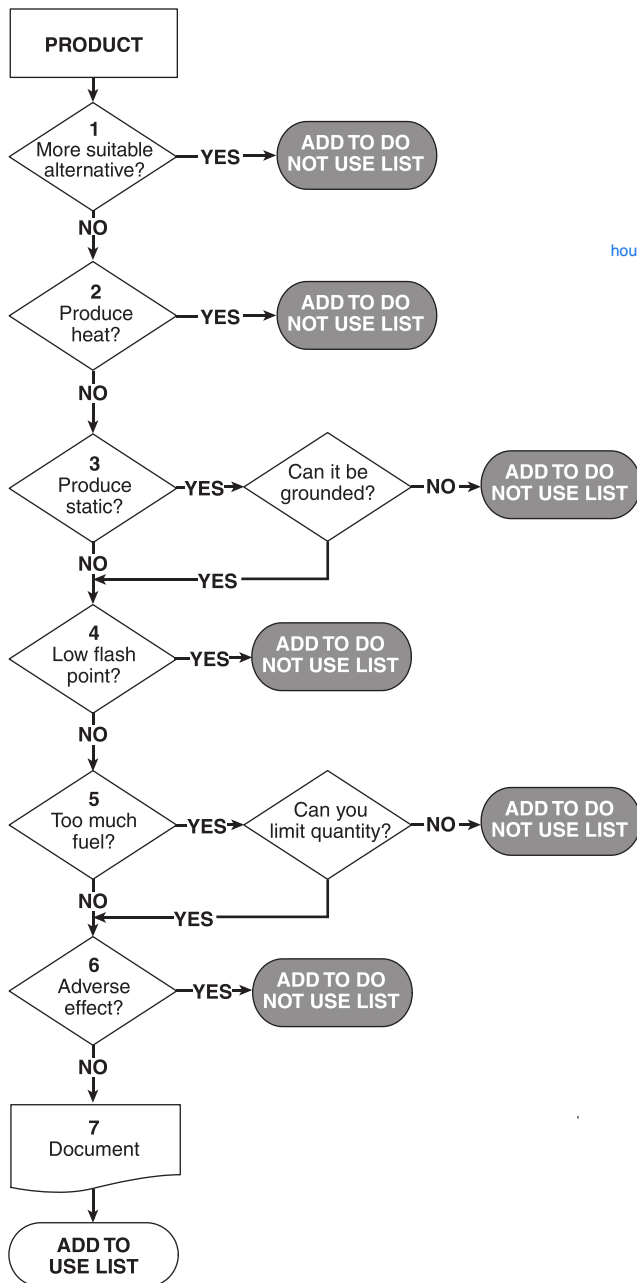 PRODUCT
1
More suitable
alternative?
YES
ADD TO DO
NOT USE LIST
NO
hou
2
Produce
heat?
YES
ADD TO DO
NOT USE LIST
NO
3
Produce
static?
YES
Can it be
grounded?
NO
ADD TO DO
NOT USE LIST
NO
YES
4
Low flash
point?
YES
ADD TO DO
NOT USE LIST
NO
5
Too much
fuel?
YES
Can you
limit quantity?
NO
ADD TO DO
NOT USE LIST
NO
YES
6
Adverse
effect?
YES
ADD TO DO
NOT USE LIST
NO
7
Document
ADD TO
USE LIST